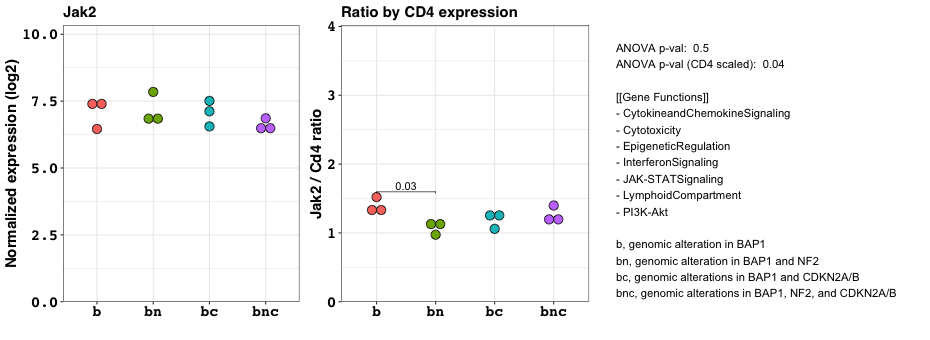 Jak2
Normalized expression (log2)
10.0
7.5
5.0
2.5
0.0
b bn bc bnc
Ratio by CD4 expression
Jak2 / Cd4 ratio
4
3
2
1
0
0.03
b bn bc bnc
ANOVA p-val: 0.5
ANOVA p-val (CD4 scaled): 0.04
[[Gene Functions]]
- CytokineandChemokineSignaling
- Cytotoxicity
- EpigeneticRegulation
- InterferonSignaling
- JAK-STATSignaling
- LymphoidCompartment
- PI3K-Akt
b, genomic alteration in BAP1
bn, genomic alteration in BAP1 and NF2
bc, genomic alterations in BAP1 and CDKN2A/B
bnc, genomic alterations in BAP1, NF2, and CDKN2A/B